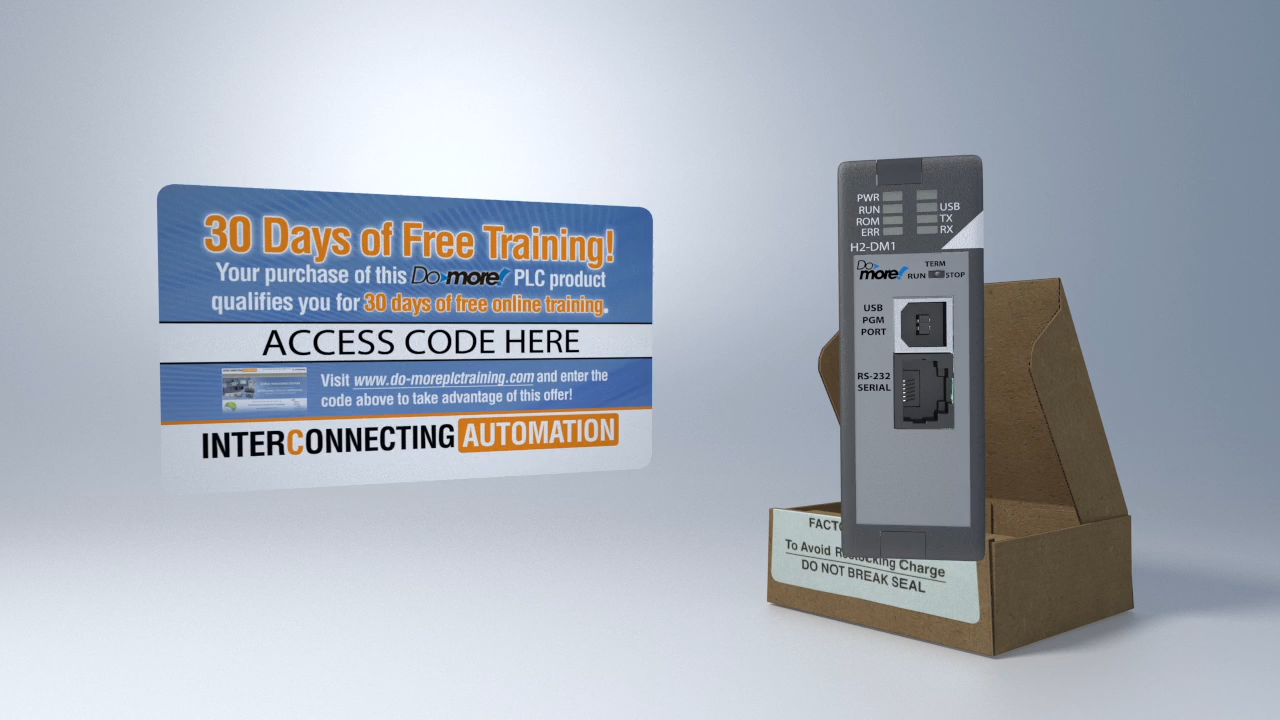 30 Days of Free Training!
Your purchase of this Do-more! PLC product
qualifies you for 30 days of free online training.
ACCESS CODE HERE
Visit www.do-moreplctraining.com and enter the
code above to take advantage of this offer!
INTERCONNECTING AUTOMATION
PWR
RUN
ROM
ERR
USB
TX
RX
H2-DM1
Do-more!
TERM
RUN STOP
USB
PGM
PORT
RS-232
SERIAL
To Avoid Restocking Charge
DO NOT BREAK SEAL